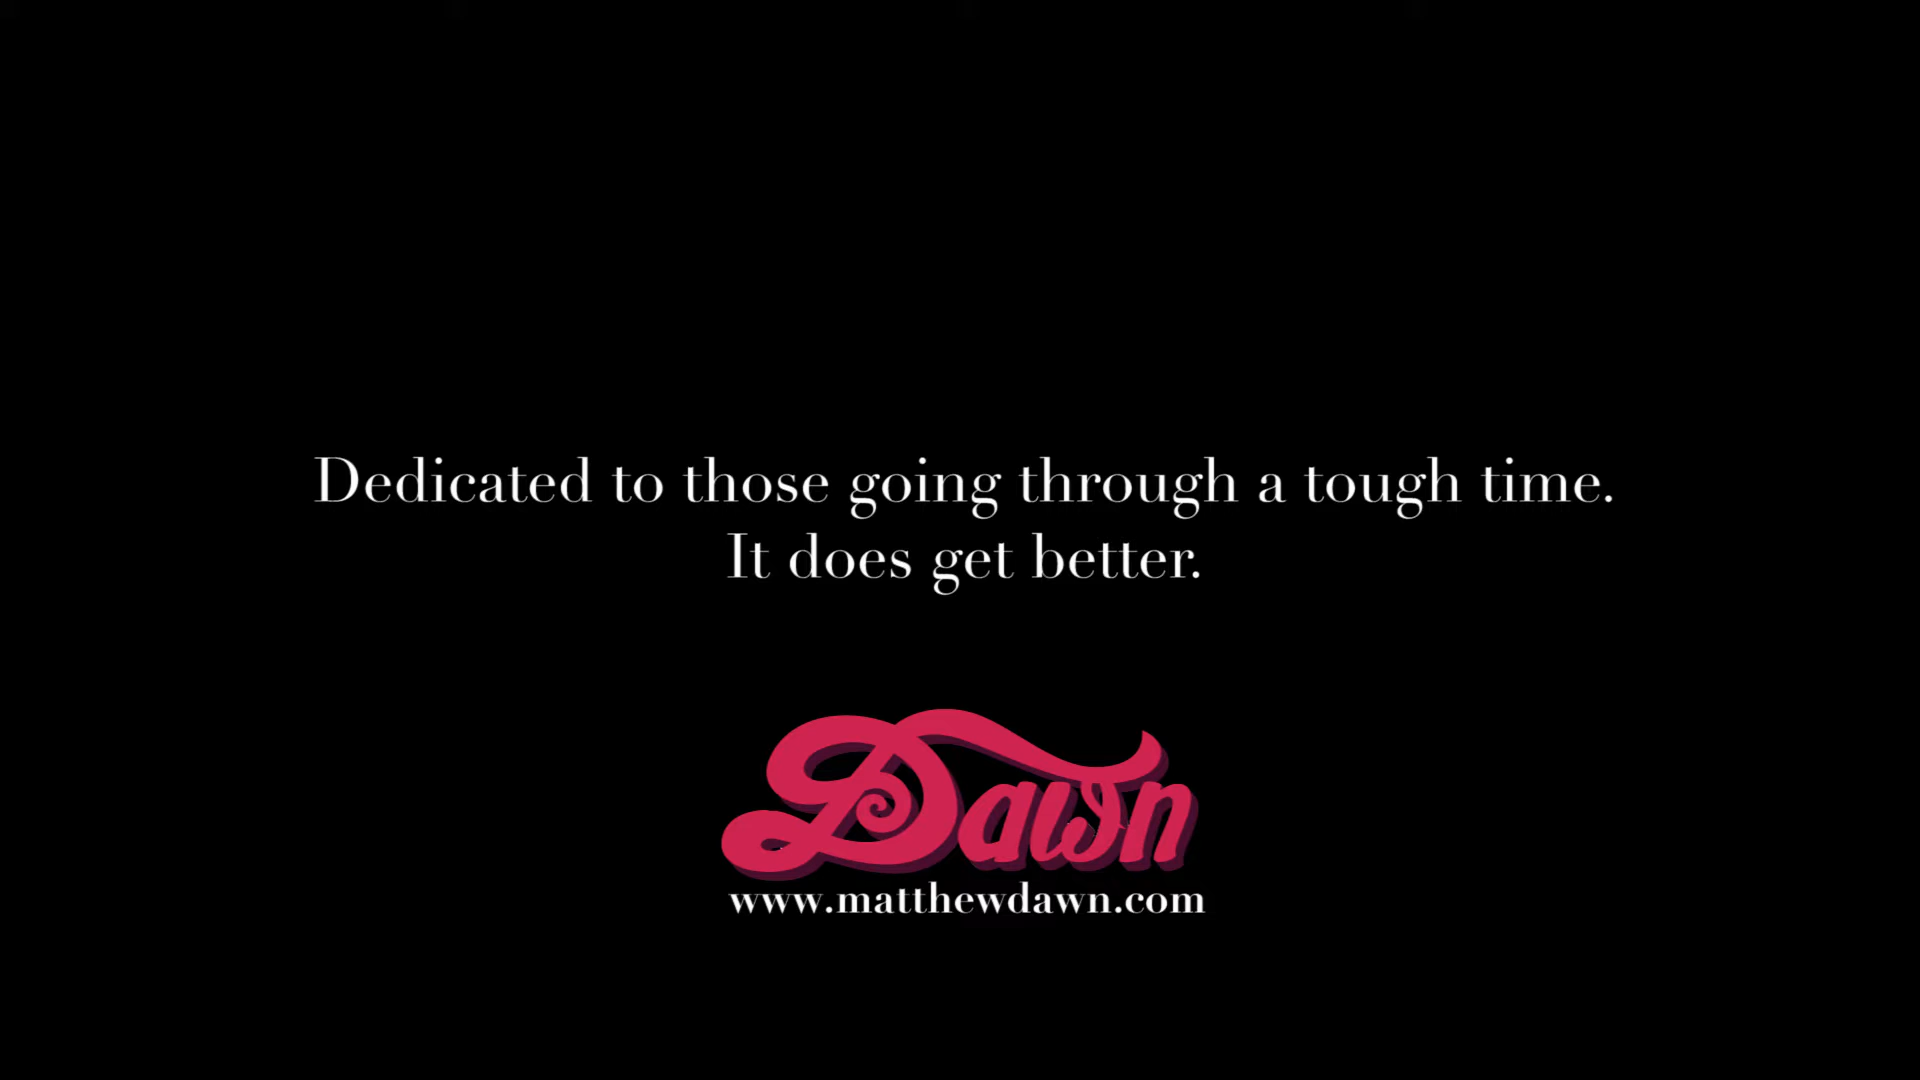 Dedicated to those going through a tough time.
It does get better.
Dawn
www.matthewdawn.com